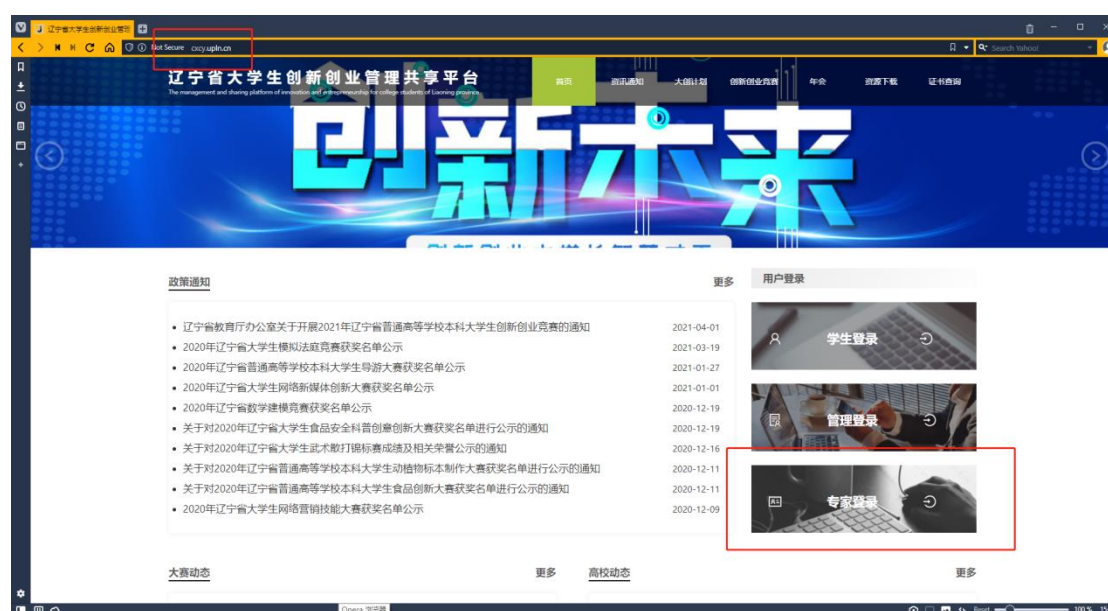 辽宁省大学生创新创业管理
Not Secure cxcy.upln.cn
Search Yahoo!
辽宁省大学生创新创业管理共享平台
The management and sharing platform of innovation and entrepreneurship for college students of Liaoning province
首页 资讯通知 大创计划 创新创业竞赛 年会 资源下载 证书查询
创新未来
政策通知 更多
辽宁省教育厅办公室关于开展2021年辽宁省普通高等学校本科大学生创新创业竞赛的通知 2021-04-01
2020年辽宁省大学生模拟法庭竞赛获奖名单公示 2021-03-19
2020年辽宁省普通高等学校本科大学生导游大赛获奖名单公示 2021-01-27
2020年辽宁省大学生网络新媒体创新大赛获奖名单公示 2021-01-01
2020年辽宁省数学建模竞赛获奖名单公示 2020-12-19
关于对2020年辽宁省大学生食品安全科普创意创新大赛获奖名单进行公示的通知 2020-12-19
关于对2020年辽宁省大学生武术散打锦标赛成绩及相关荣誉公示的通知 2020-12-16
关于对2020年辽宁省普通高等学校本科大学生动植物标本制作大赛获奖名单进行公示的通知 2020-12-11
关于对2020年辽宁省普通高等学校本科大学生食品创新大赛获奖名单进行公示的通知 2020-12-11
2020年辽宁省大学生网络营销技能大赛获奖名单公示 2020-12-09
用户登录
学生登录
管理登录
专家登录
大赛动态 更多
高校动态 更多
Opera 浏览器
Reset 100 %